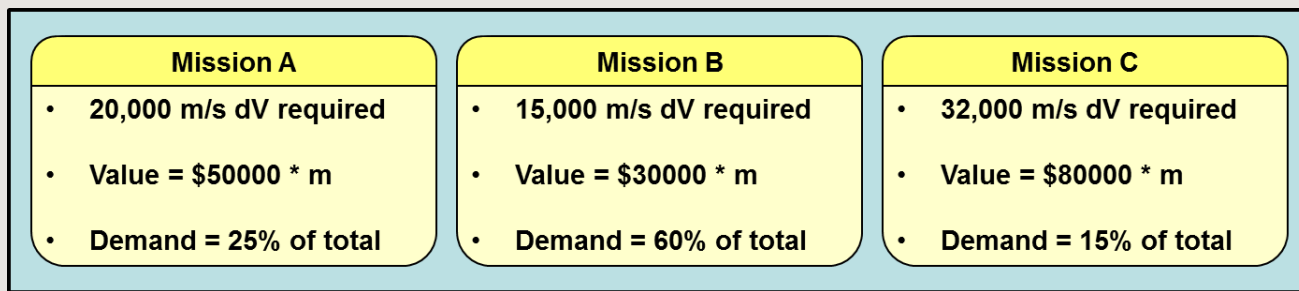 Mission A
• 20,000 m/s dV required
• Value = $50000 * m
• Demand = 25% of total
Mission B
• 15,000 m/s dV required
• Value = $30000 * m
• Demand = 60% of total
Mission C
• 32,000 m/s dV required
• Value = $80000 * m
• Demand = 15% of total